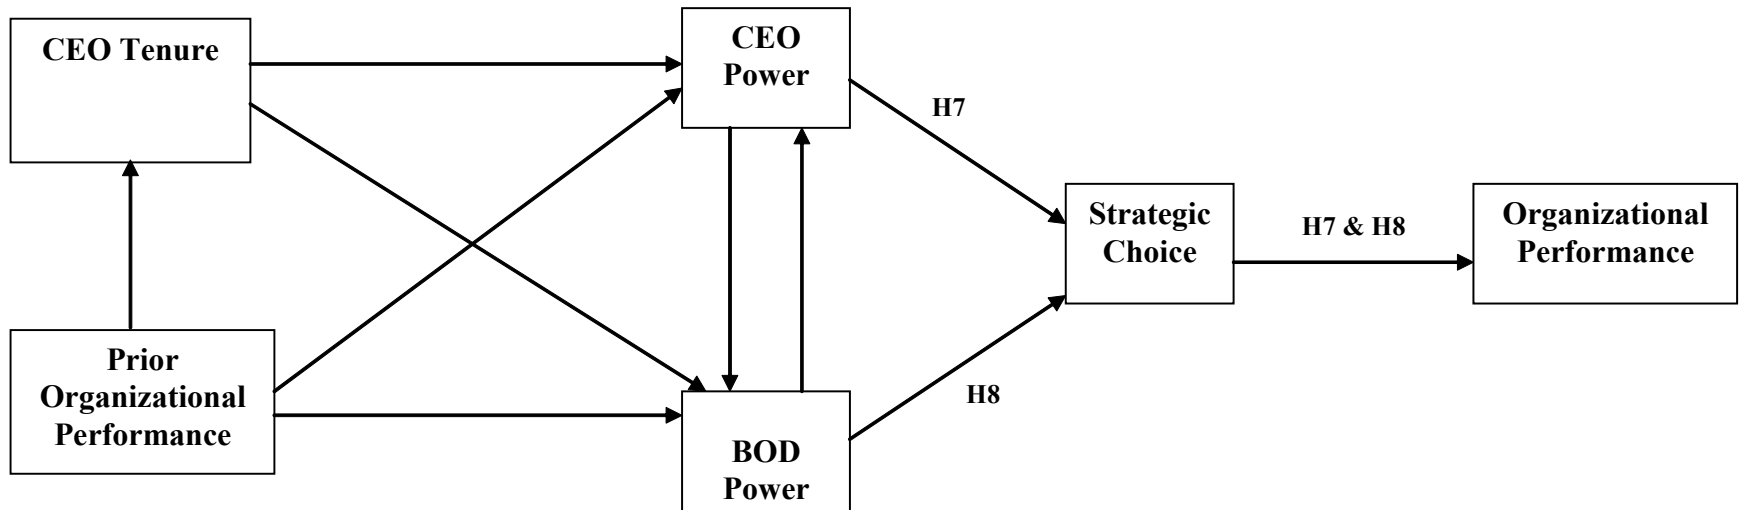 CEO Tenure
CEO
Power
H7
Strategic
Choice
H7 & H8
Organizational
Performance
Prior
Organizational
Performance
H8
BOD
Power